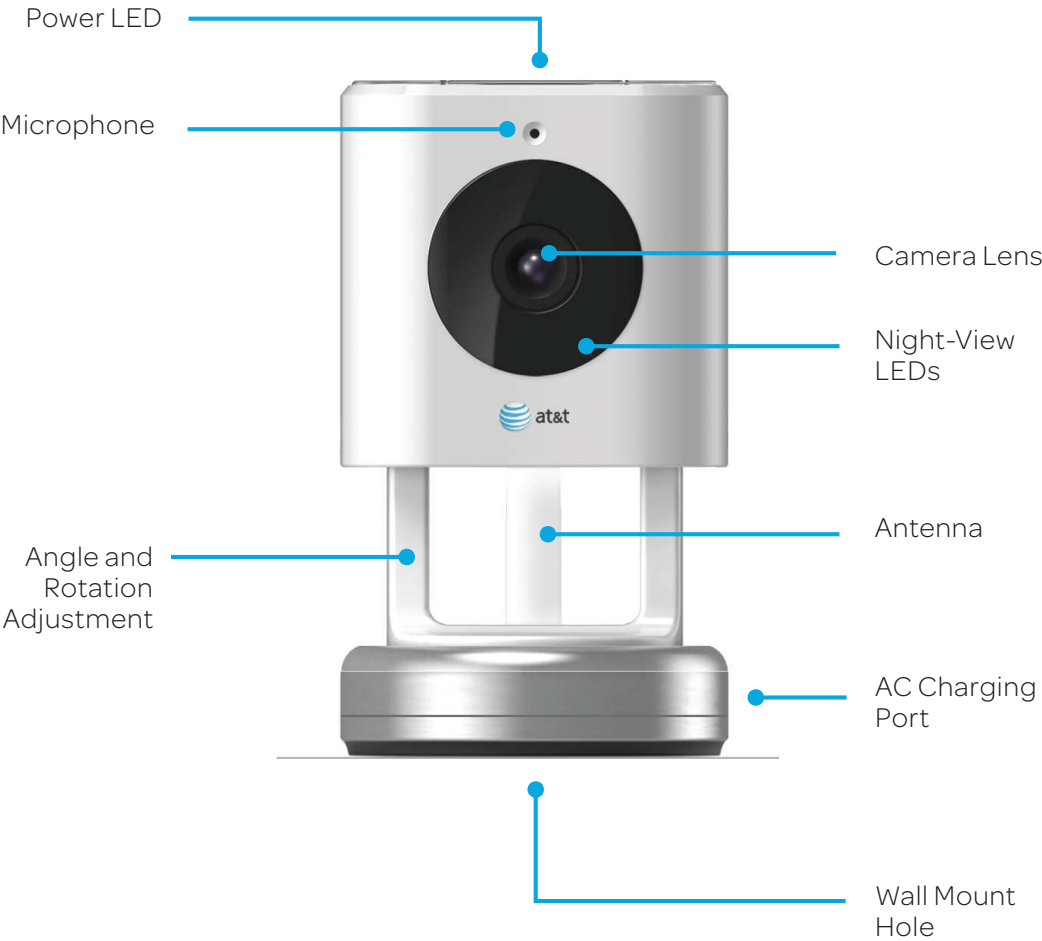 Power LED
Microphone
Camera Lens
Night-View
LEDs
at&t
Antenna
Angle and
Rotation
Adjustment
AC Charging
Port
Wall Mount
Hole